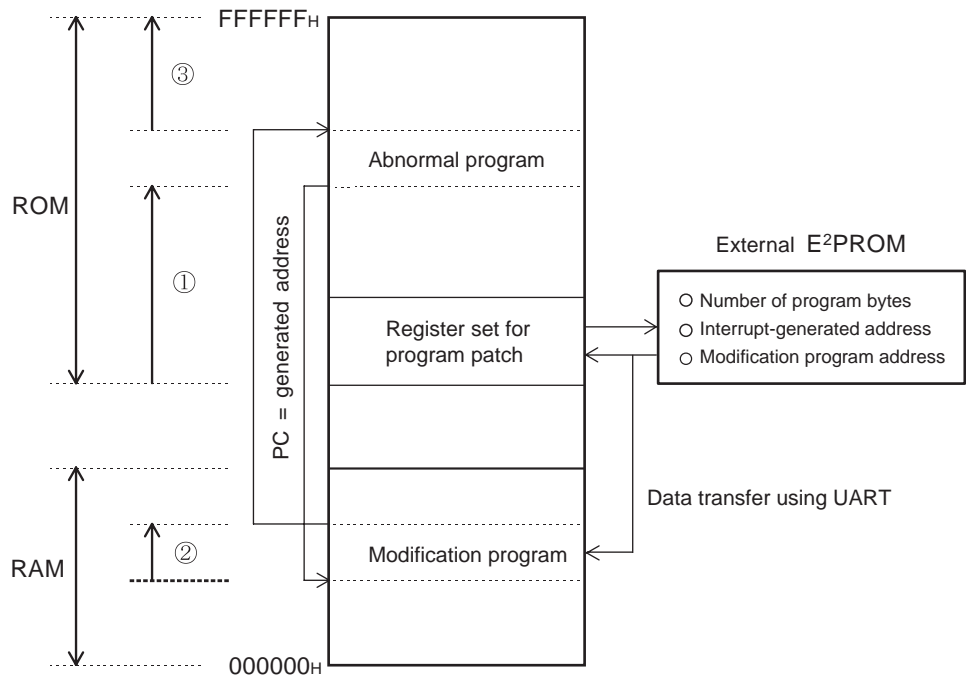 FFFFFFH
③
Abnormal program
ROM
PC = generated address
External E²PROM
①
Number of program bytes
Interrupt-generated address
Modification program address
Register set for
program patch
Data transfer using UART
②
Modification program
RAM
000000H